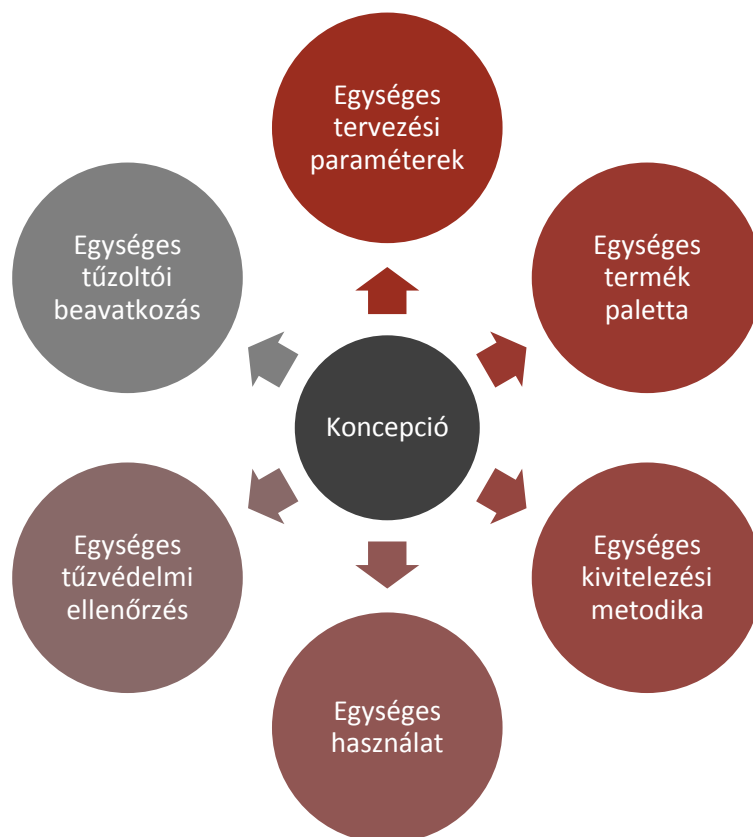 Egységes
tervezési
paraméterek
Egységes
termék
paletta
Egységes
kivitelezési
metodika
Egységes
használat
Egységes
tűzvédelmi
ellenőrzés
Egységes
tűzoltói
beavatkozás
Koncepció